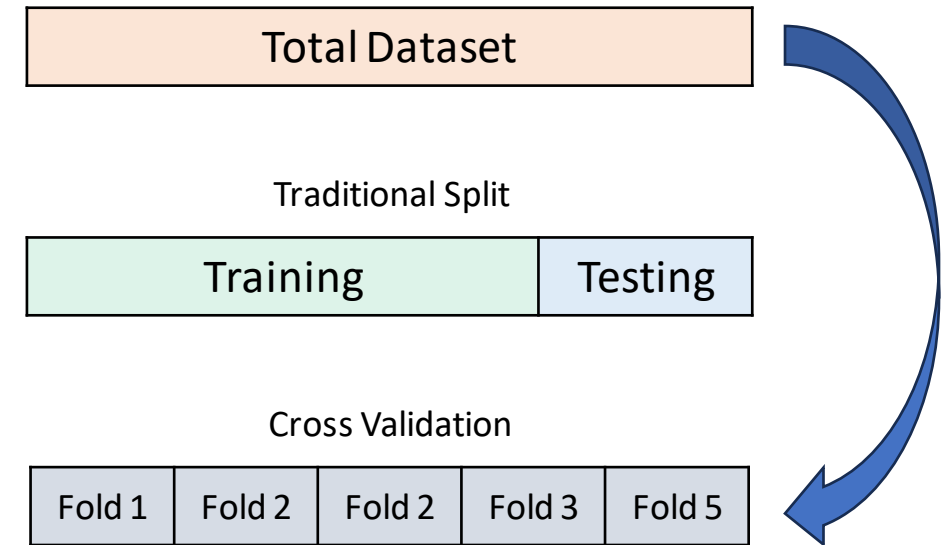 Total Dataset
Traditional Split
Training Testing
Cross Validation
Fold 1 Fold 2 Fold 2 Fold 3 Fold 5